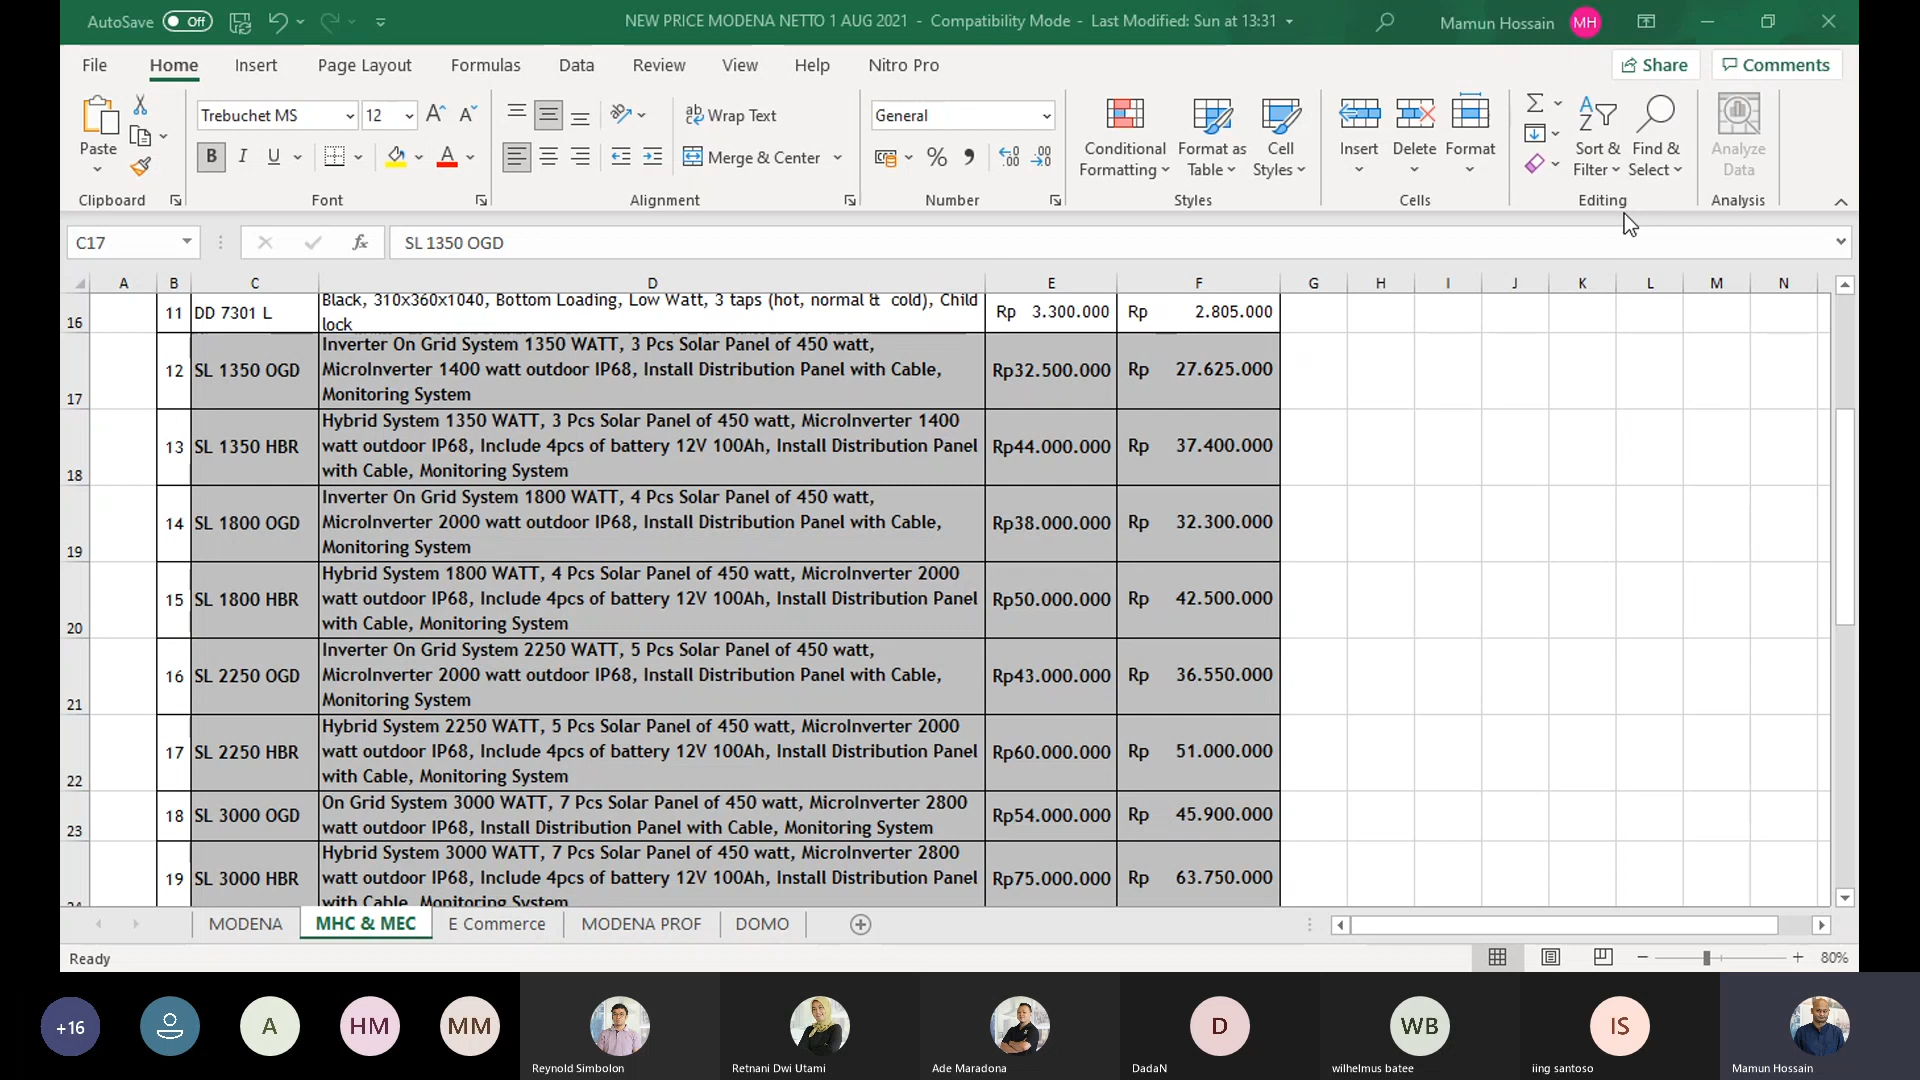 AutoSave Off NEW PRICE MODENA NETTO 1 AUG 2021 - Compatibility Mode - Last Modified: Sun at 13:31 Mamun Hossain MH
File Home Insert Page Layout Formulas Data Review View Help Nitro Pro Share Comments
Trebuchet MS 12 Wrap Text General
Paste B I U Merge & Center Conditional Formatting Format as Table Cell Styles Insert Delete Format Sort & Filter Find & Select Analyze Data
Clipboard Font Alignment Number Styles Cells Editing Analysis
C17 fx SL 1350 OGD
A B C D E F G H I J K L M N
16 11 DD 7301 L Black, 310x360x1040, Bottom Loading, Low Watt, 3 taps (hot, normal & cold), Child Rp 3.300.000 Rp 2.805.000
lock
Inverter On Grid System 1350 WATT, 3 Pcs Solar Panel of 450 watt,
17 12 SL 1350 OGD MicroInverter 1400 watt outdoor IP68, Install Distribution Panel with Cable, Rp32.500.000 Rp 27.625.000
Monitoring System
Hybrid System 1350 WATT, 3 Pcs Solar Panel of 450 watt, MicroInverter 1400
18 13 SL 1350 HBR watt outdoor IP68, Include 4pcs of battery 12V 100Ah, Install Distribution Panel Rp44.000.000 Rp 37.400.000
with Cable, Monitoring System
Inverter On Grid System 1800 WATT, 4 Pcs Solar Panel of 450 watt,
19 14 SL 1800 OGD MicroInverter 2000 watt outdoor IP68, Install Distribution Panel with Cable, Rp38.000.000 Rp 32.300.000
Monitoring System
Hybrid System 1800 WATT, 4 Pcs Solar Panel of 450 watt, MicroInverter 2000
20 15 SL 1800 HBR watt outdoor IP68, Include 4pcs of battery 12V 100Ah, Install Distribution Panel Rp50.000.000 Rp 42.500.000
with Cable, Monitoring System
Inverter On Grid System 2250 WATT, 5 Pcs Solar Panel of 450 watt,
21 16 SL 2250 OGD MicroInverter 2000 watt outdoor IP68, Install Distribution Panel with Cable, Rp43.000.000 Rp 36.550.000
Monitoring System
Hybrid System 2250 WATT, 5 Pcs Solar Panel of 450 watt, MicroInverter 2000
22 17 SL 2250 HBR watt outdoor IP68, Include 4pcs of battery 12V 100Ah, Install Distribution Panel Rp60.000.000 Rp 51.000.000
with Cable, Monitoring System
23 18 SL 3000 OGD On Grid System 3000 WATT, 7 Pcs Solar Panel of 450 watt, MicroInverter 2800 Rp54.000.000 Rp 45.900.000
watt outdoor IP68, Install Distribution Panel with Cable, Monitoring System
Hybrid System 3000 WATT, 7 Pcs Solar Panel of 450 watt, MicroInverter 2800
19 SL 3000 HBR watt outdoor IP68, Include 4pcs of battery 12V 100Ah, Install Distribution Panel Rp75.000.000 Rp 63.750.000
with Cable, Monitoring System
MODENA MHC & MEC E Commerce MODENA PROF DOMO
Ready 80%
+16 A HM MM D WB IS
Reynold Simbolon Retnani Dwi Utami Ade Maradona DadaN wilhelmus batee iing santoso Mamun Hossain